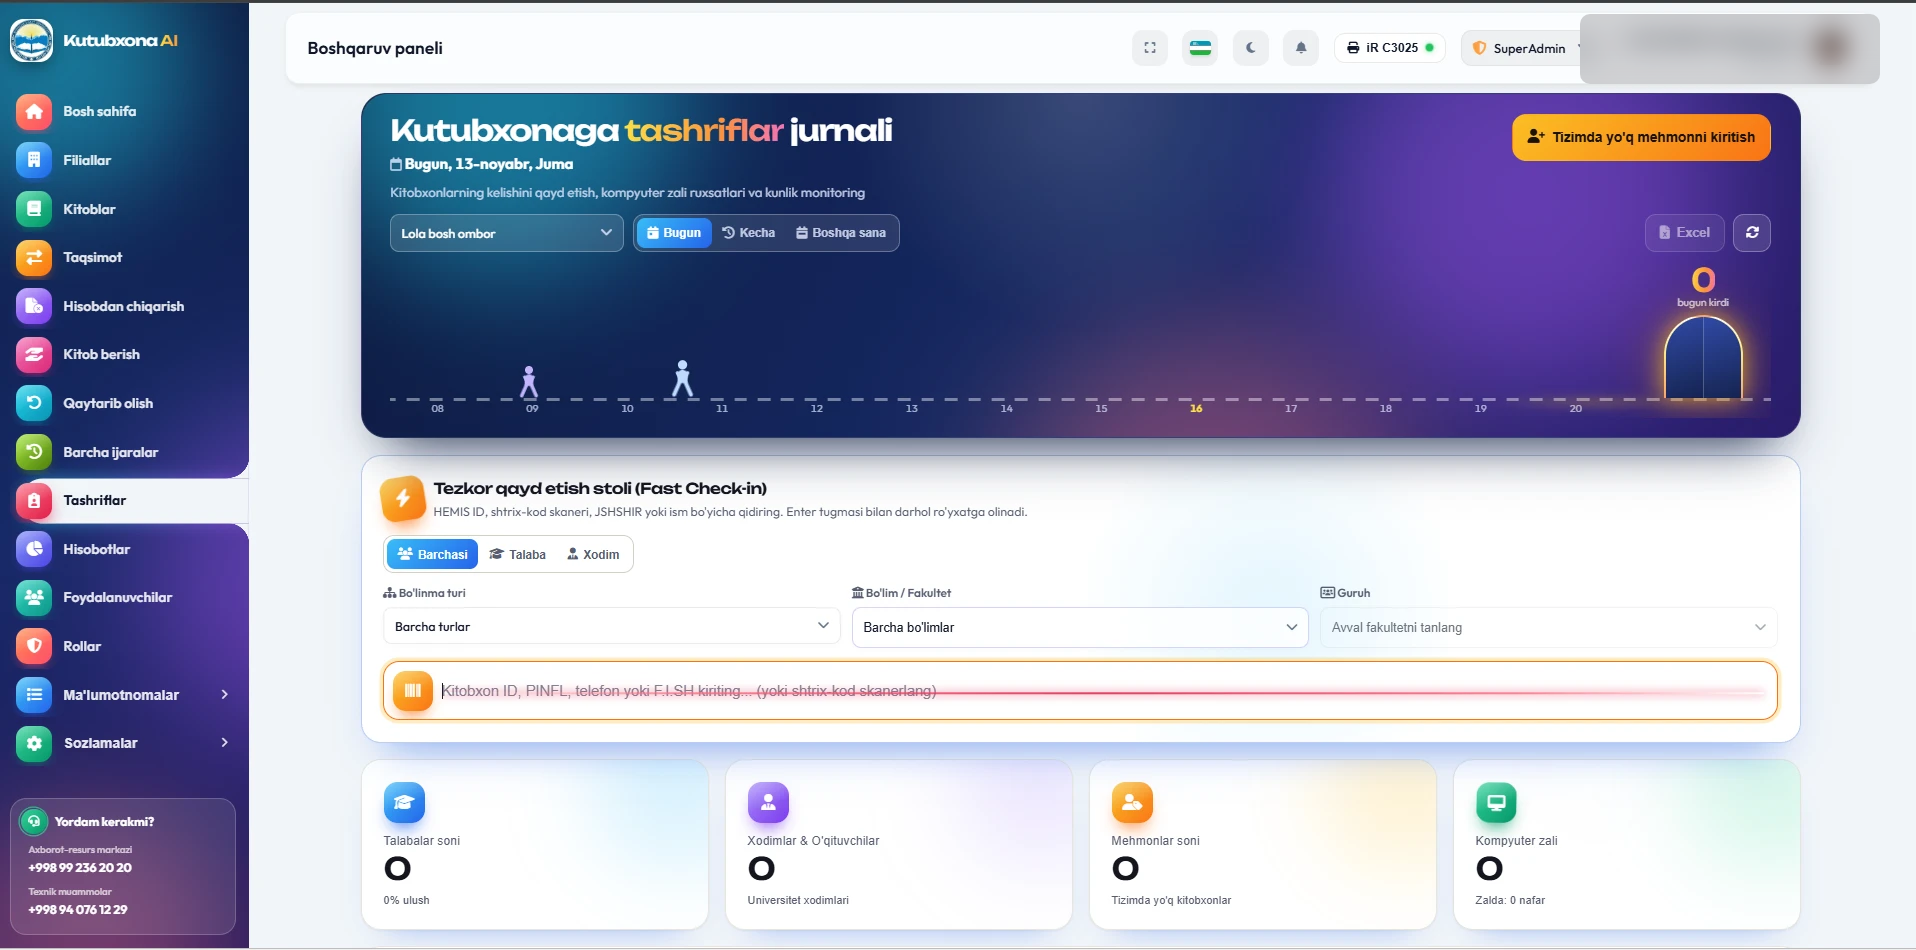 Kutubxona AI
Bosh sahifa
Filiallar
Kitoblar
Taqsimot
Hisobdan chiqarish
Kitob berish
Qaytarib olish
Barcha ijaralar
Tashriflar
Hisobotlar
Foydalanuvchilar
Rollar
Ma'lumotnomalar
Sozlamalar
Yordam kerakmi?
Axborot-resurs markazi
+998 99 236 20 20
Texnik muammolar
+998 94 076 12 29
Boshqaruv paneli
iR C3025
SuperAdmin
Kutubxonaga tashriflar jurnali
Bugun, 13-noyabr, Juma
Kitobxonlarning kelishini qayd etish, kompyuter zali ruxsatlari va kunlik monitoring
Tizimda yo'q mehmonni kiritish
Lola bosh ombor
Bugun Kecha Boshqa sana
Excel
0
bugun kirdi
08 09 10 11 12 13 14 15 16 17 18 19 20
Tezkor qayd etish stoli (Fast Check-in)
HEMIS ID, shtrix-kod skaneri, JSHSHIR yoki ism bo'yicha qidiring. Enter tugmasi bilan darhol ro'yxatga olinadi.
Barchasi Talaba Xodim
Bo'linma turi
Barcha turlar
Bo'lim / Fakultet
Barcha bo'limlar
Guruh
Avval fakultetni tanlang
Kitobxon ID, PINFL, telefon yoki F.I.SH kiriting... (yoki shtrix-kod skanerlang)
Talabalar soni
0
0% ulush
Xodimlar & O'qituvchilar
0
Universitet xodimlari
Mehmonlar soni
0
Tizimda yo'q kitobxonlar
Kompyuter zali
0
Zalda: 0 nafar